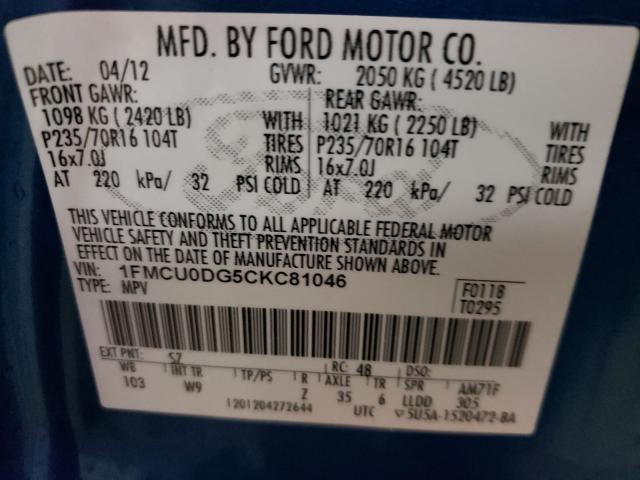 MFD. BY FORD MOTOR CO.
DATE: 04/12 GVWR: 2050 KG ( 4520 LB)
FRONT GAWR: REAR GAWR:
1098 KG ( 2420 LB) WITH 1021 KG ( 2250 LB) WITH
P235/70R16 104T TIRES P235/70R16 104T TIRES
16x7.0J RIMS 16x7.0J RIMS
AT 220 kPa/ 32 PSI COLD AT 220 kPa/ 32 PSI COLD
THIS VEHICLE CONFORMS TO ALL APPLICABLE FEDERAL MOTOR
VEHICLE SAFETY AND THEFT PREVENTION STANDARDS IN
EFFECT ON THE DATE OF MANUFACTURE SHOWN ABOVE.
VIN: 1FMCU0DG5CKC81046 F0118
TYPE: MPV T0295
EXT PNT: SZ RC: 48 DSO:
WB INT TR TP/PS R AXLE TR SPR AM71F
103 W9 Z 35 6 LLDD 305
1201204272644 UTC ▽5U5A-1520472-BA